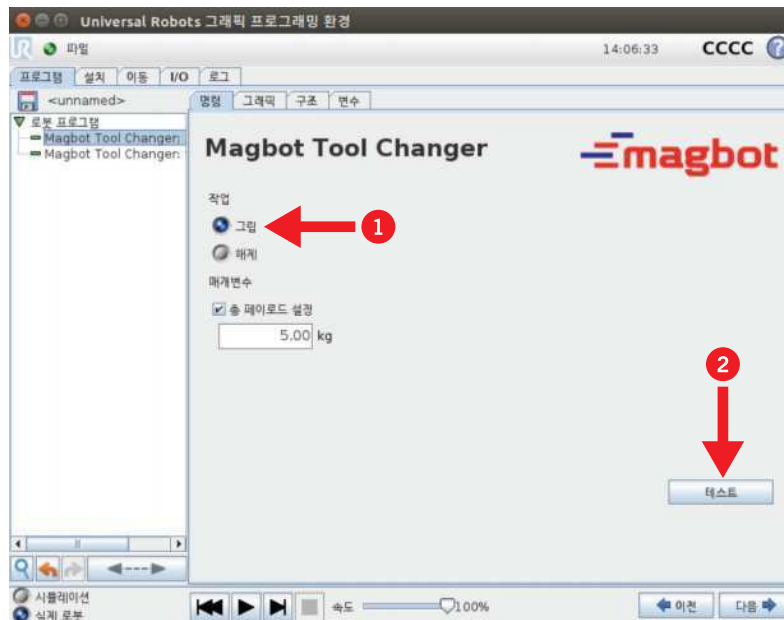 Universal Robots 그래픽 프로그래밍 환경
파일
14:06:33 CCCC ?
프로그램 설치 이동 I/O 로그
<unnamed>
명령 그래픽 구조 변수
로봇 프로그램
Magbot Tool Changer:
Magbot Tool Changer:
Magbot Tool Changer
magbot
작업
그립
1
해제
매개변수
총 페이로드 설정
5.00 kg
2
테스트
시뮬레이션
실제 로봇
속도 100%
이전 다음